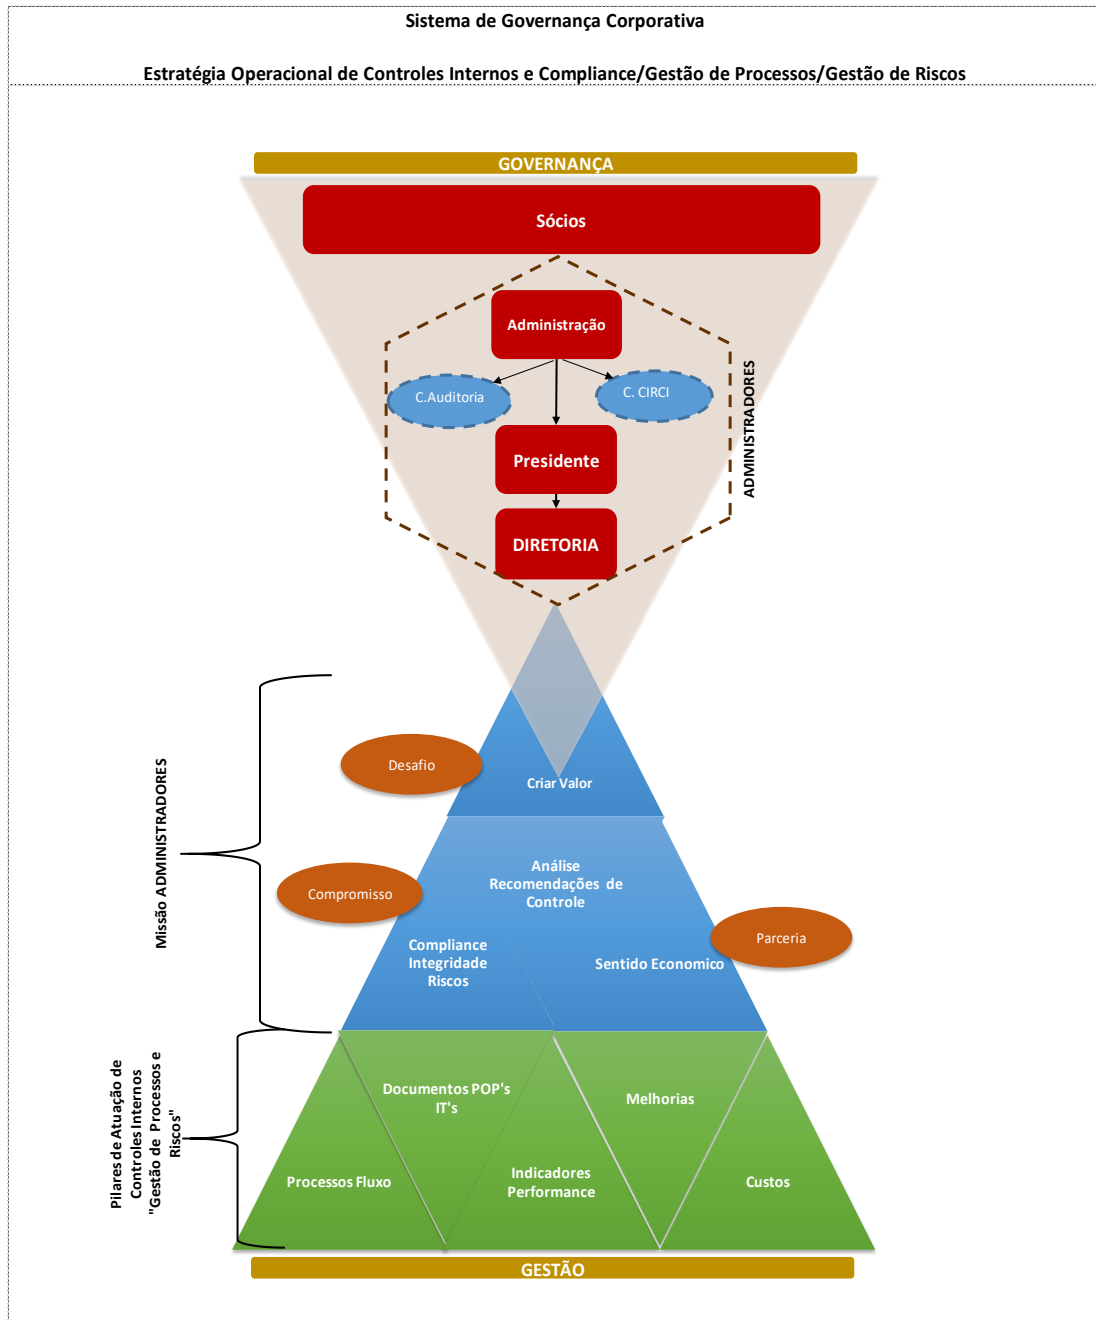 Sistema de Governança Corporativa
Estratégia Operacional de Controles Internos e Compliance/Gestão de Processos/Gestão de Riscos
GOVERNANÇA
Sócios
Administração
C.Auditoria
C. CIRCI
Presidente
DIRETORIA
ADMINISTRADORES
Desafio
Criar Valor
Missão ADMINISTRADORES
Análise
Recomendações de
Controle
Compromisso
Parceria
Compliance
Integridade
Riscos
Sentido Economico
Pilares de Atuação de
Controles Internos
"Gestão de Processos e
Riscos"
Documentos POP's
IT's
Melhorias
Processos Fluxo
Indicadores
Performance
Custos
GESTÃO